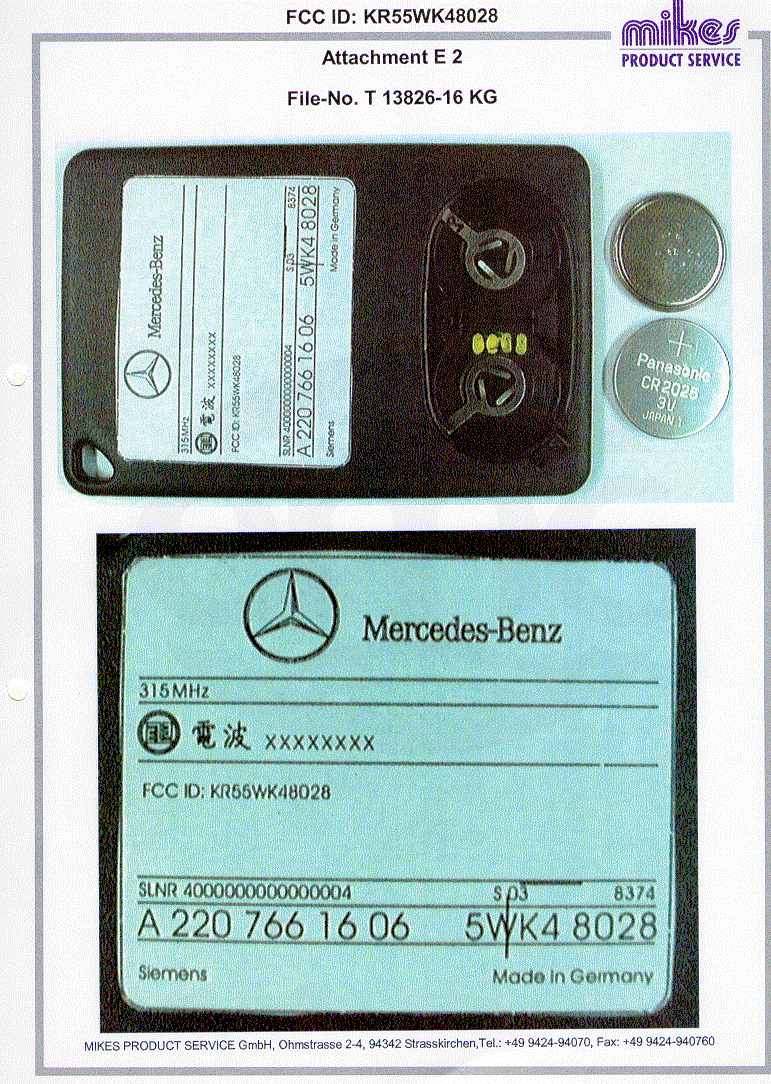 FCC ID: KR55WK48028
mikes
PRODUCT SERVICE
Attachment E 2
File-No. T 13826-16 KG
Mercedes-Benz
315MHz
電波 XXXXXXXX
FCC ID: KR55WK48028
SLNR 4000000000000004 S p3 8374
A 220 766 16 06 5WK4 8028
Siemens Made in Germany
Panasonic
CR2025
3V
JAPAN
Mercedes-Benz
315MHz
電波 XXXXXXXX
FCC ID: KR55WK48028
SLNR 4000000000000004 S p3 8374
A 220 766 16 06 5WK4 8028
Siemens Made in Germany
MIKES PRODUCT SERVICE GmbH, Ohmstrasse 2-4, 94342 Strasskirchen,Tel.: +49 9424-94070, Fax: +49 9424-940760